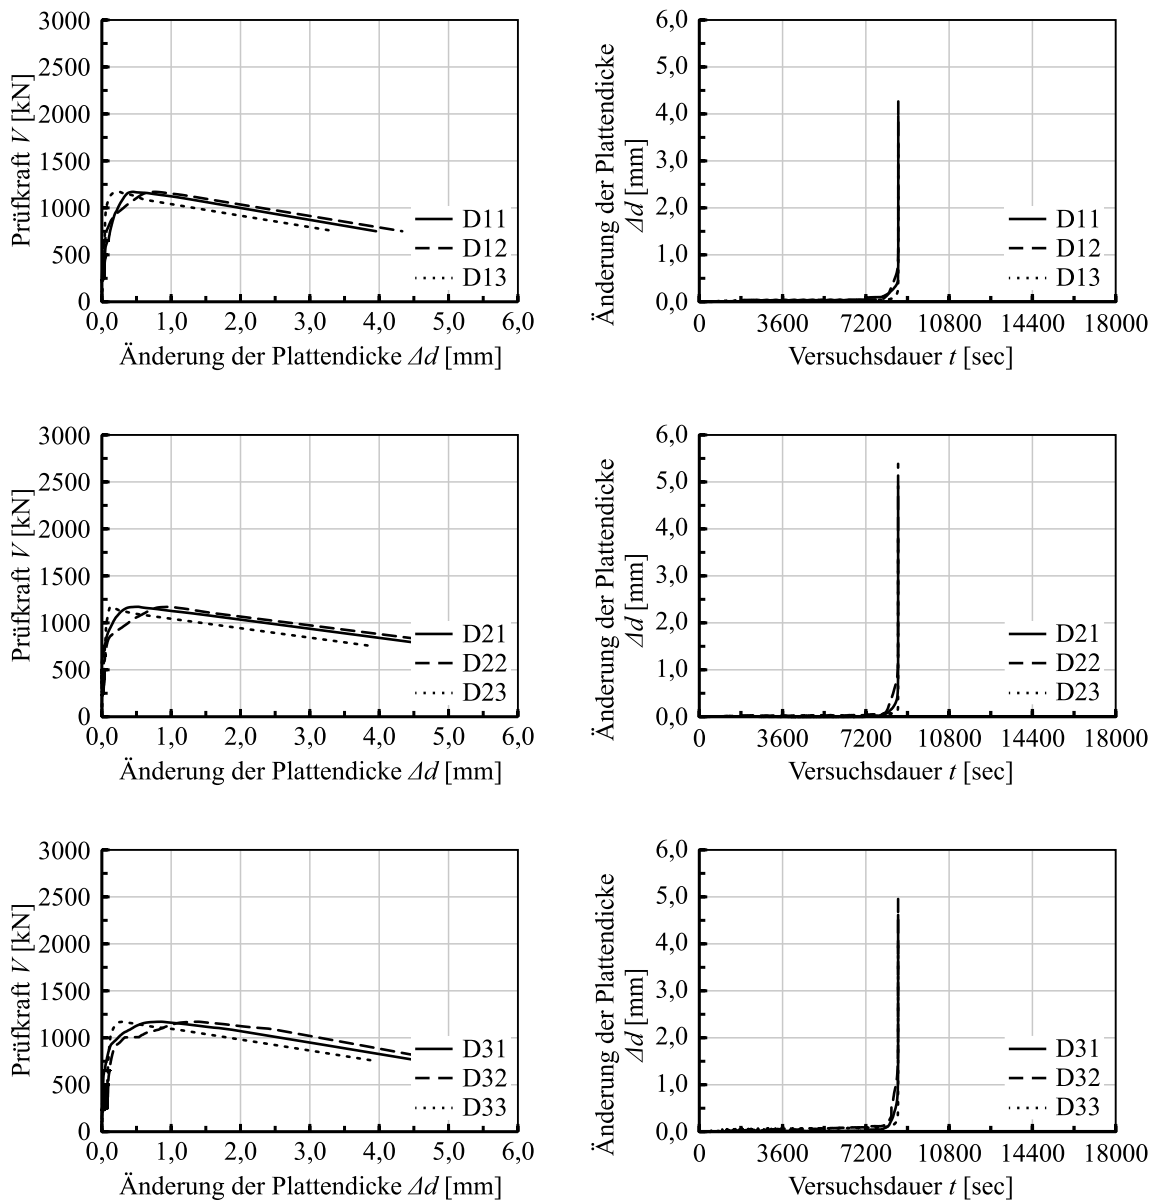 Prüfkraft V [kN]
3000
2500
2000
1500
1000
500
0
D11
D12
D13
0,0 1,0 2,0 3,0 4,0 5,0 6,0
Änderung der Plattendicke Δd [mm]
Änderung der Plattendicke
Δd [mm]
6,0
5,0
4,0
3,0
2,0
1,0
0,0
D11
D12
D13
0 3600 7200 10800 14400 18000
Versuchsdauer t [sec]
Prüfkraft V [kN]
3000
2500
2000
1500
1000
500
0
D21
D22
D23
0,0 1,0 2,0 3,0 4,0 5,0 6,0
Änderung der Plattendicke Δd [mm]
Änderung der Plattendicke
Δd [mm]
6,0
5,0
4,0
3,0
2,0
1,0
0,0
D21
D22
D23
0 3600 7200 10800 14400 18000
Versuchsdauer t [sec]
Prüfkraft V [kN]
3000
2500
2000
1500
1000
500
0
D31
D32
D33
0,0 1,0 2,0 3,0 4,0 5,0 6,0
Änderung der Plattendicke Δd [mm]
Änderung der Plattendicke
Δd [mm]
6,0
5,0
4,0
3,0
2,0
1,0
0,0
D31
D32
D33
0 3600 7200 10800 14400 18000
Versuchsdauer t [sec]